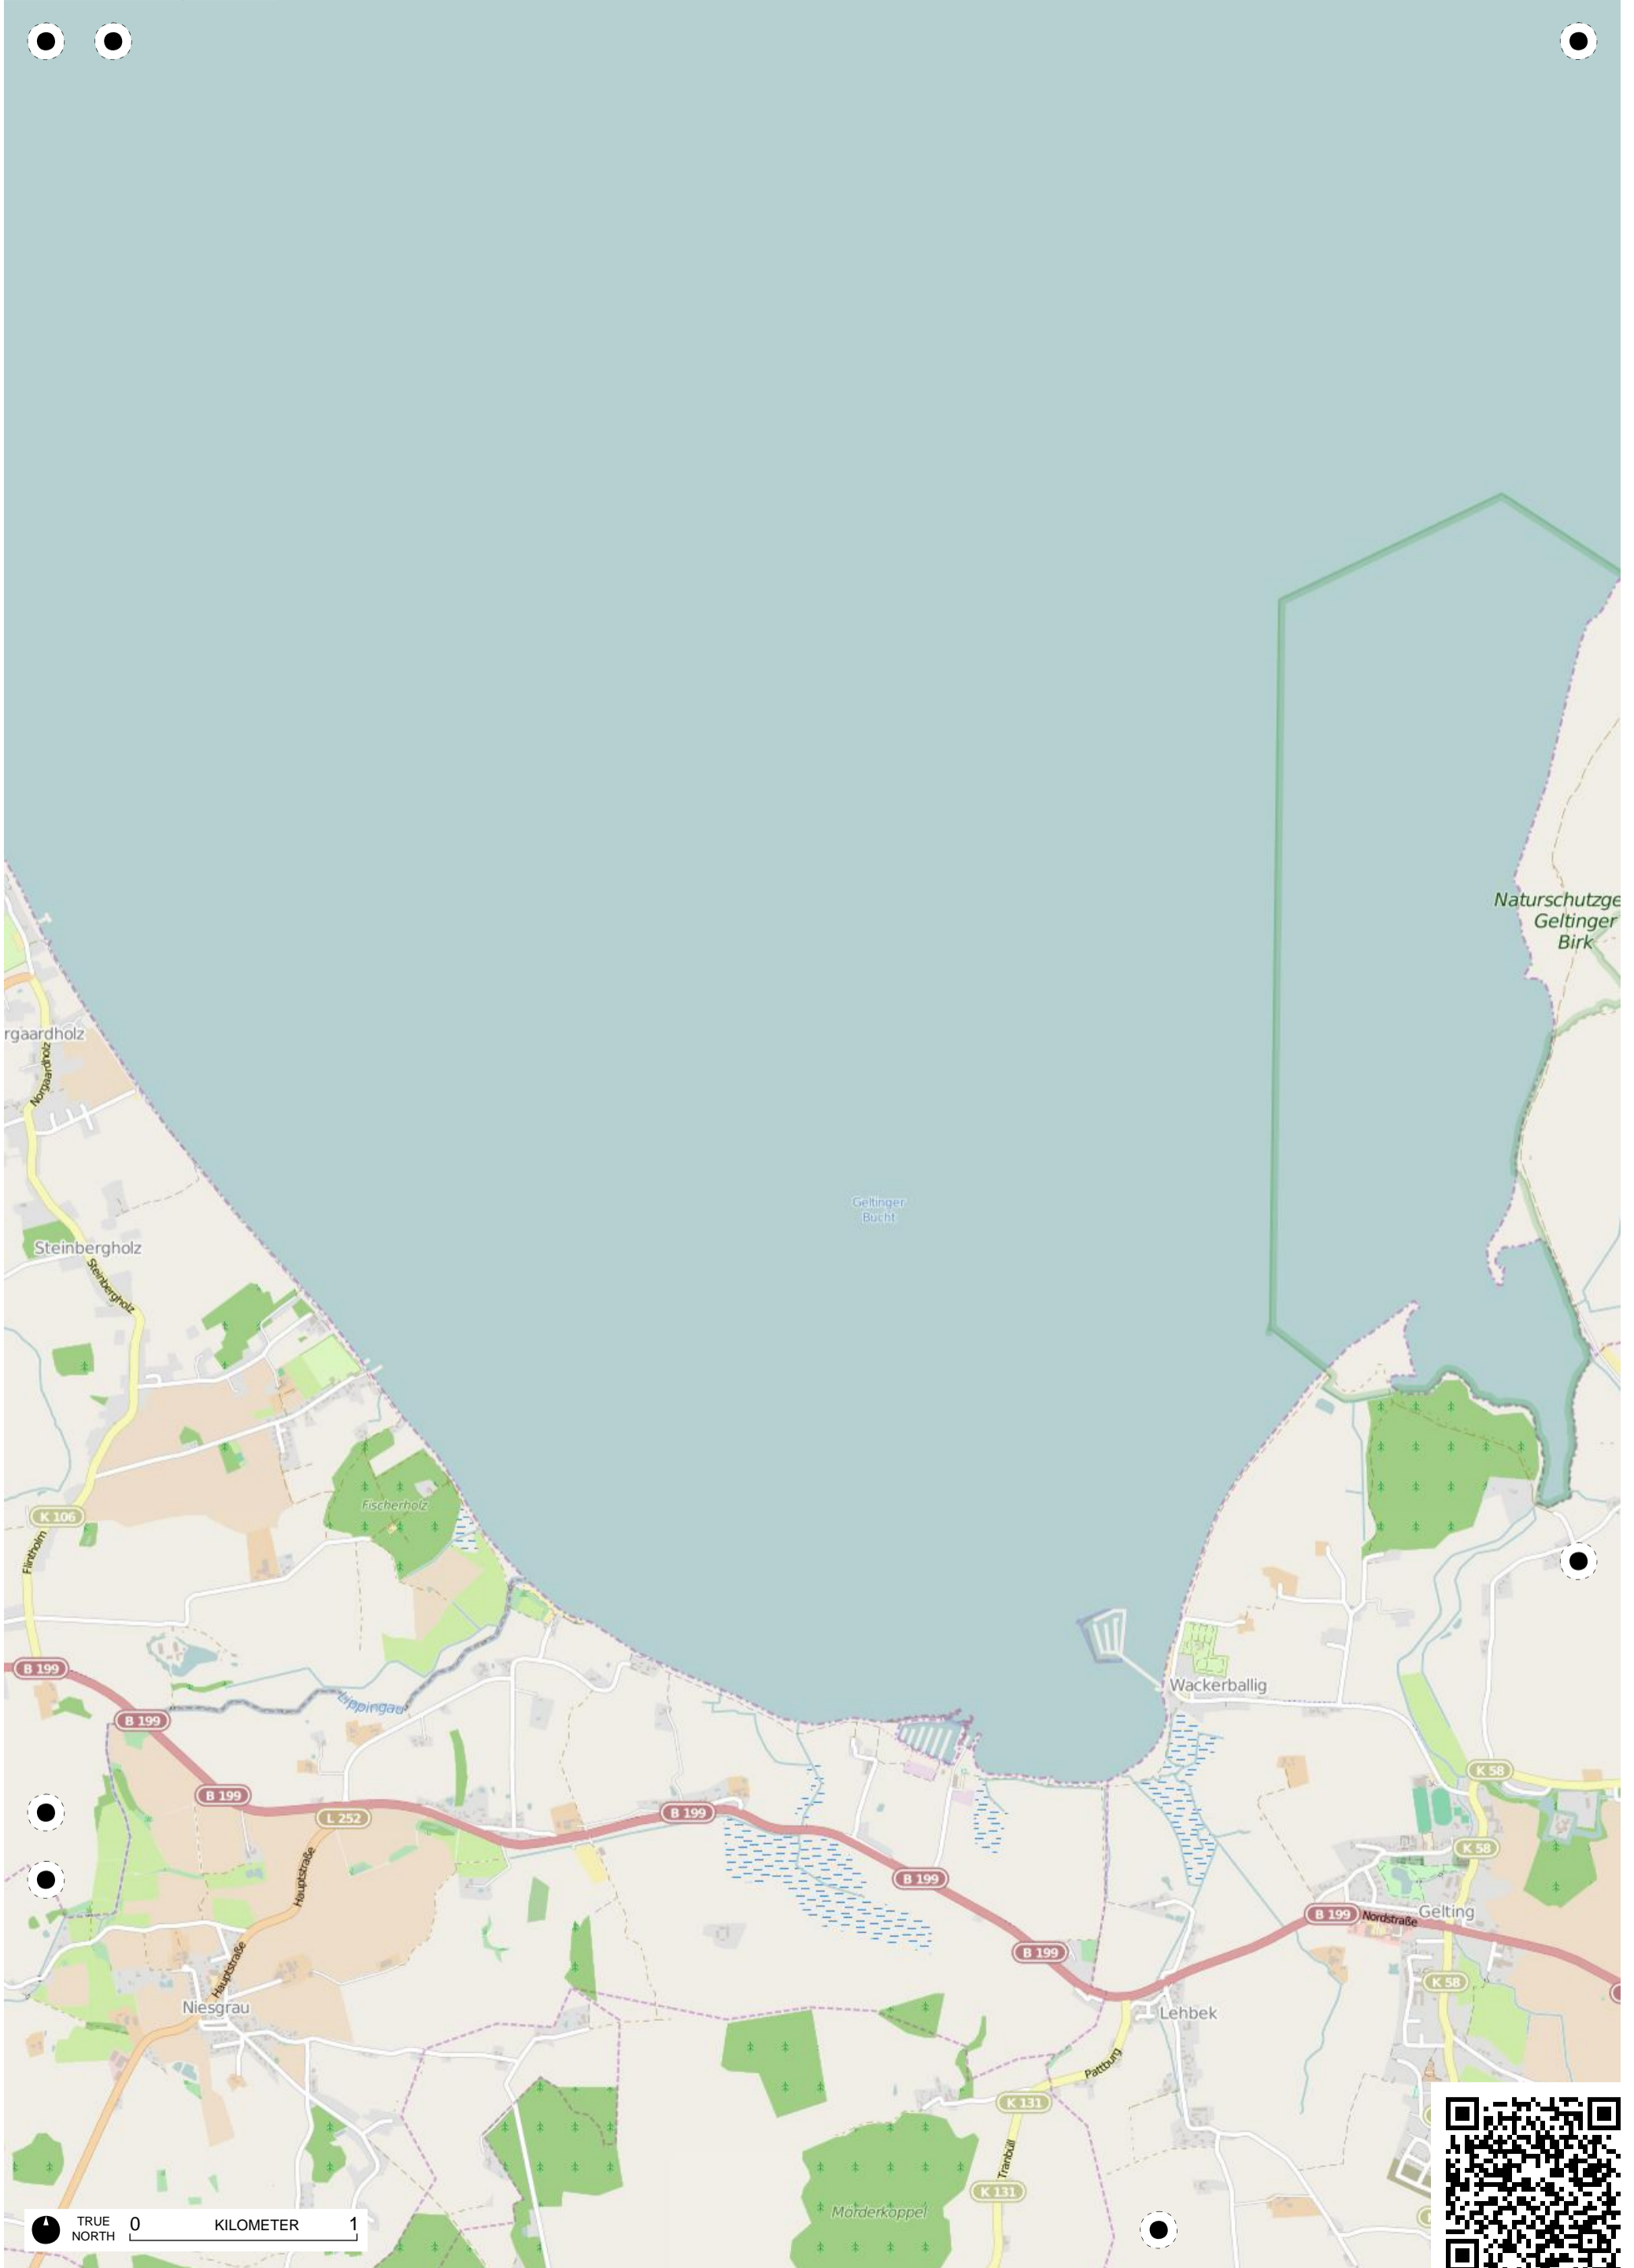 Naturschutzge
Geltinger
Birk
rgaardholz
Norgaardholz
Geltinger
Bucht
Steinbergholz
Steinbergholz
Fischerholz
K 106
Flintholm
B 199
Wackerballig
Lippingau
B 199
K 58
B 199
L 252
B 199
K 58
Hauptstraße
B 199
B 199
Nordstraße
Gelting
Hauptstraße
B 199
K 58
Niesgrau
Lehbek
Pattburg
K 131
Tranbüll
K 131
Mörderkoppel
TRUE
NORTH
0 KILOMETER 1